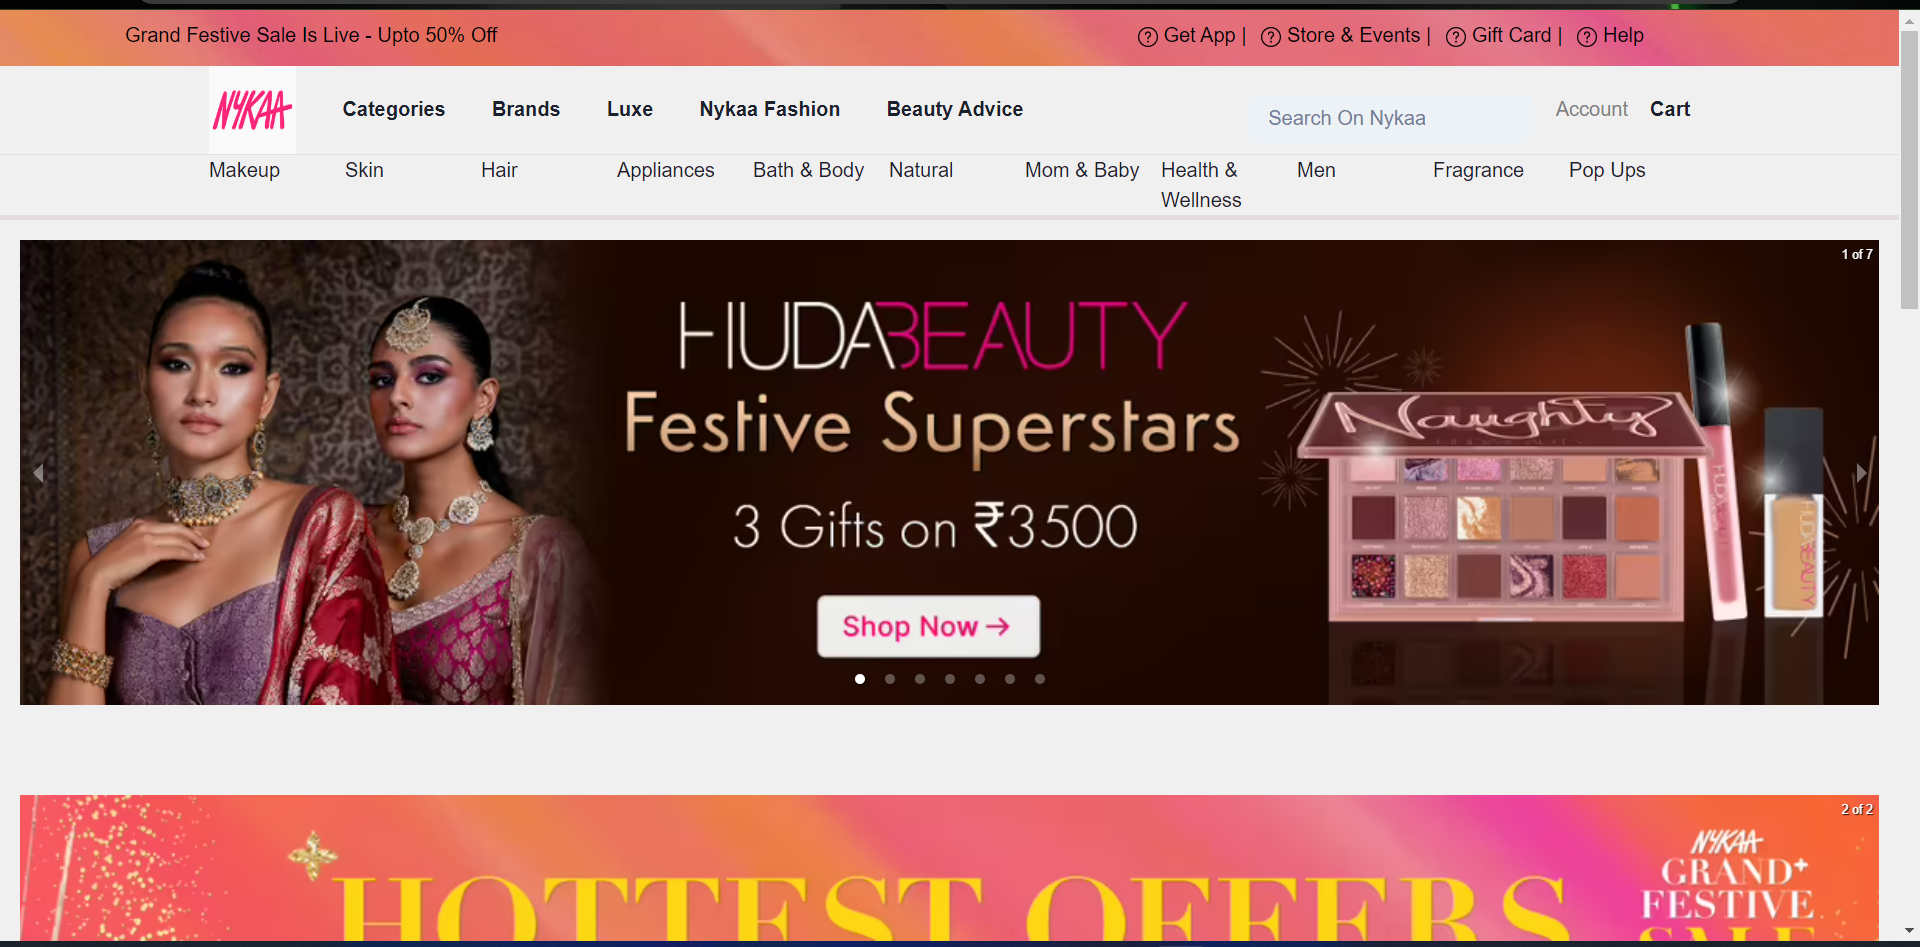 Grand Festive Sale Is Live - Upto 50% Off
Get App | Store & Events | Gift Card | Help
NYKAA
Categories Brands Luxe Nykaa Fashion Beauty Advice
Search On Nykaa
Account Cart
Makeup Skin Hair Appliances Bath & Body Natural Mom & Baby Health & Wellness Men Fragrance Pop Ups
1 of 7
HUDABEAUTY
Festive Superstars
3 Gifts on ₹3500
Shop Now →
Naughty
HUDABEAUTY
HUDABEAUTY
2 of 2
HOTTEST OFFERS
NYKAA
GRAND+
FESTIVE
SALE